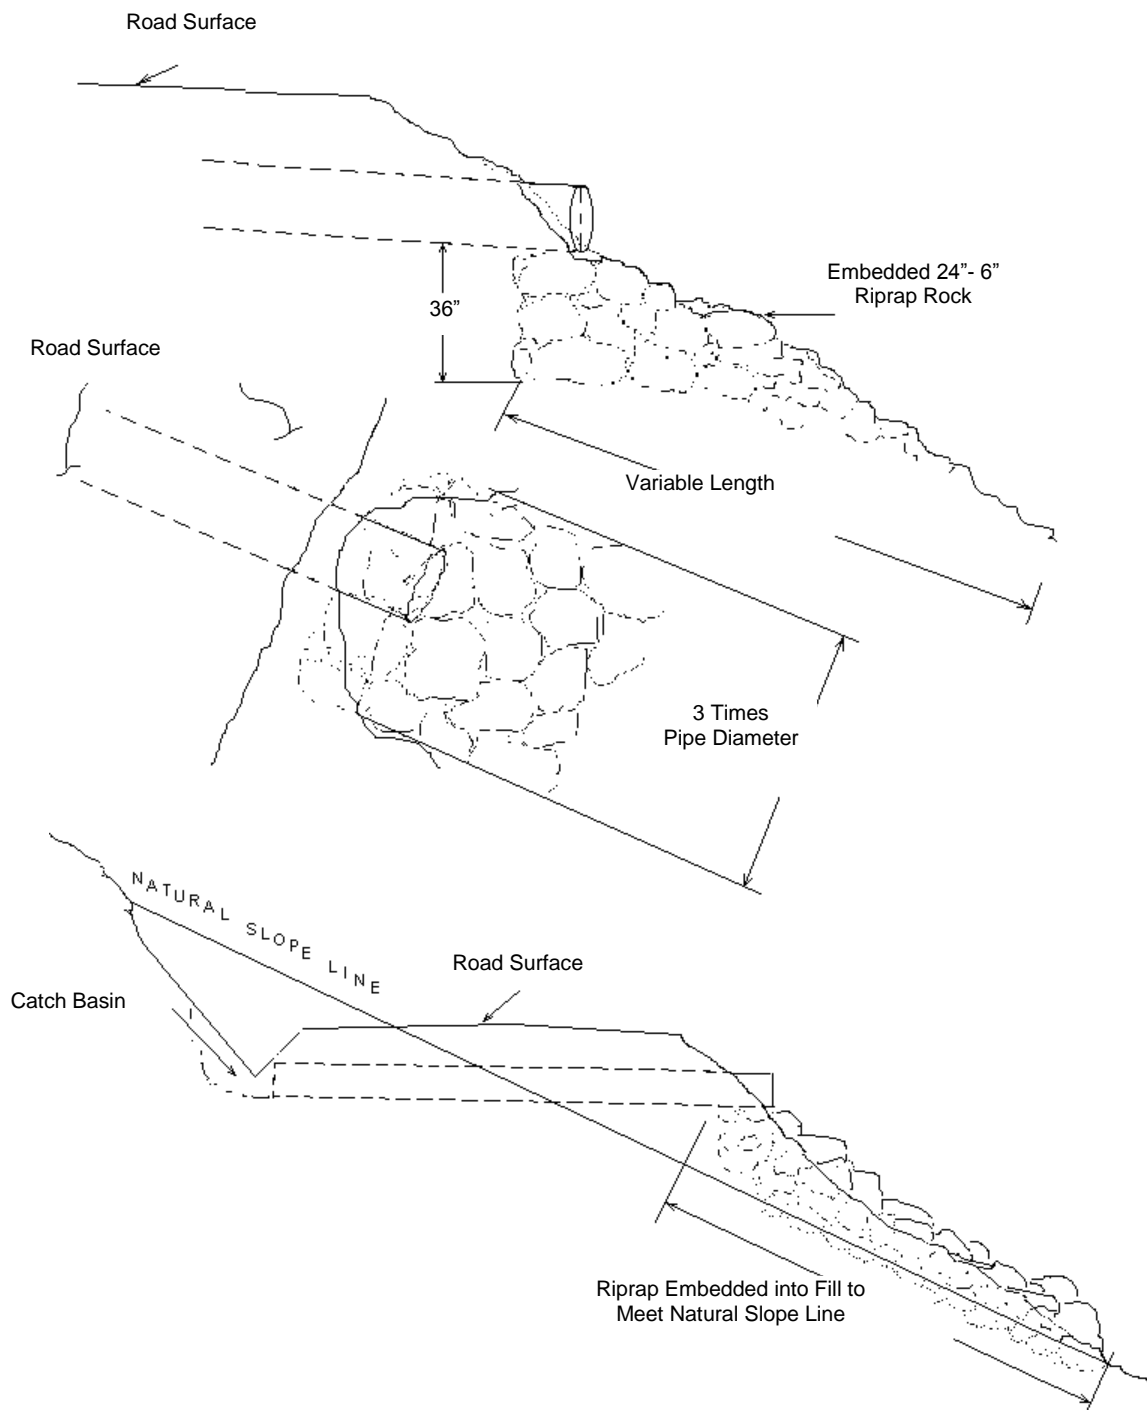 Road Surface
Embedded 24”- 6”
Riprap Rock
36”
Road Surface
Variable Length
3 Times
Pipe Diameter
NATURAL SLOPE LINE
Road Surface
Catch Basin
Riprap Embedded into Fill to
Meet Natural Slope Line